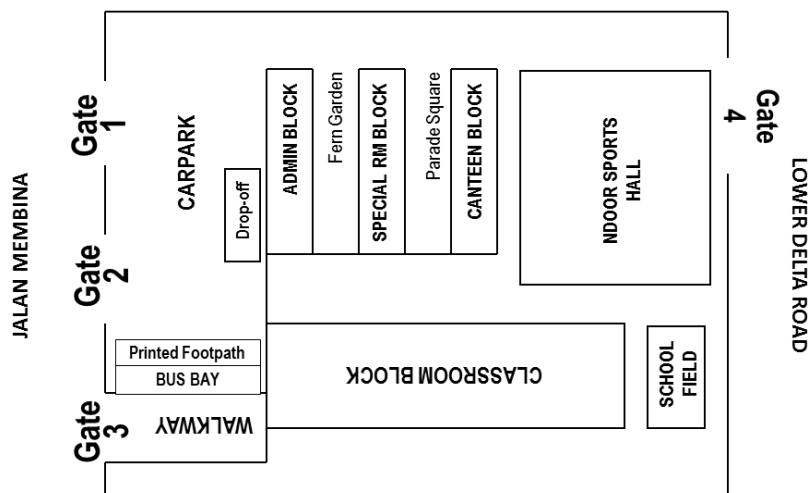 JALAN MEMBINA
Gate
1
Gate
2
Gate
3
CARPARK
Drop-off
ADMIN BLOCK
Fern Garden
SPECIAL RM BLOCK
Parade Square
CANTEEN BLOCK
NDOOR SPORTS
HALL
Gate
4
LOWER DELTA ROAD
Printed Footpath
BUS BAY
WALKWAY
CLASSROOM BLOCK
SCHOOL
FIELD